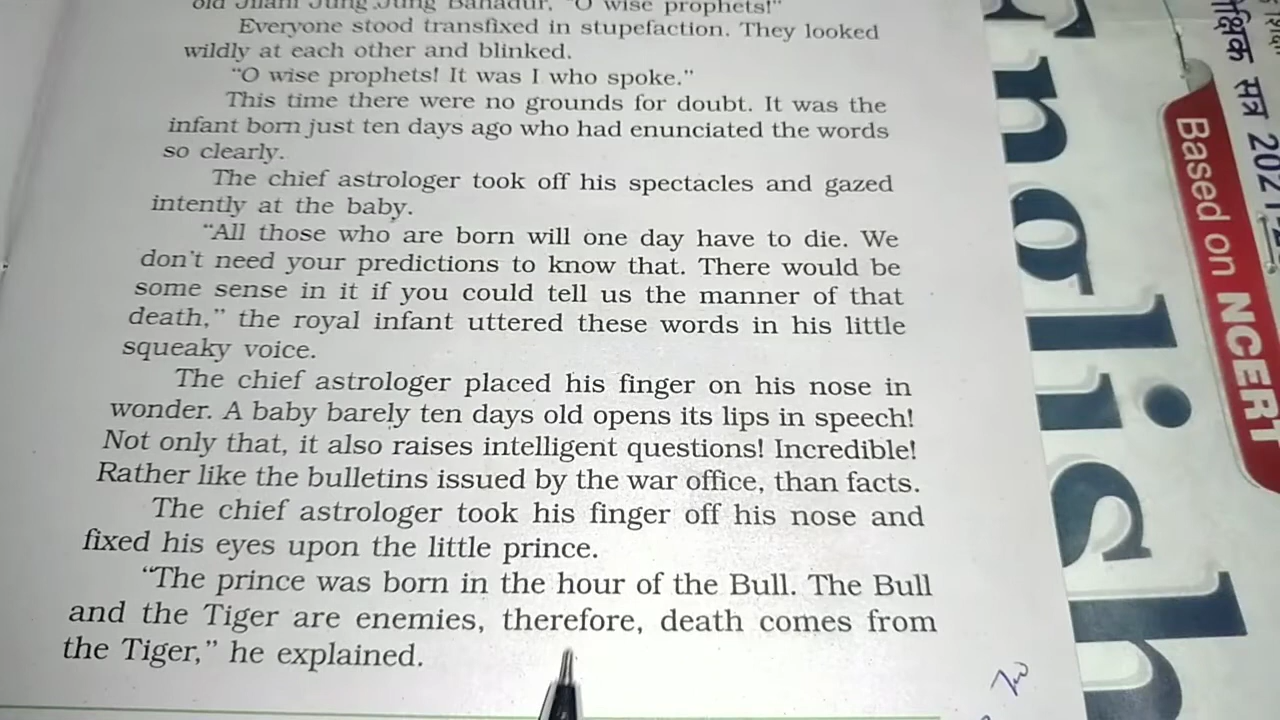 old Jilani Jung Jung Bahadur, "O wise prophets!"
Everyone stood transfixed in stupefaction. They looked
wildly at each other and blinked.
"O wise prophets! It was I who spoke."
This time there were no grounds for doubt. It was the
infant born just ten days ago who had enunciated the words
so clearly.
The chief astrologer took off his spectacles and gazed
intently at the baby.
"All those who are born will one day have to die. We
don't need your predictions to know that. There would be
some sense in it if you could tell us the manner of that
death," the royal infant uttered these words in his little
squeaky voice.
The chief astrologer placed his finger on his nose in
wonder. A baby barely ten days old opens its lips in speech!
Not only that, it also raises intelligent questions! Incredible!
Rather like the bulletins issued by the war office, than facts.
The chief astrologer took his finger off his nose and
fixed his eyes upon the little prince.
"The prince was born in the hour of the Bull. The Bull
and the Tiger are enemies, therefore, death comes from
the Tiger," he explained.
English
Based on NCERT
सत्र 2021